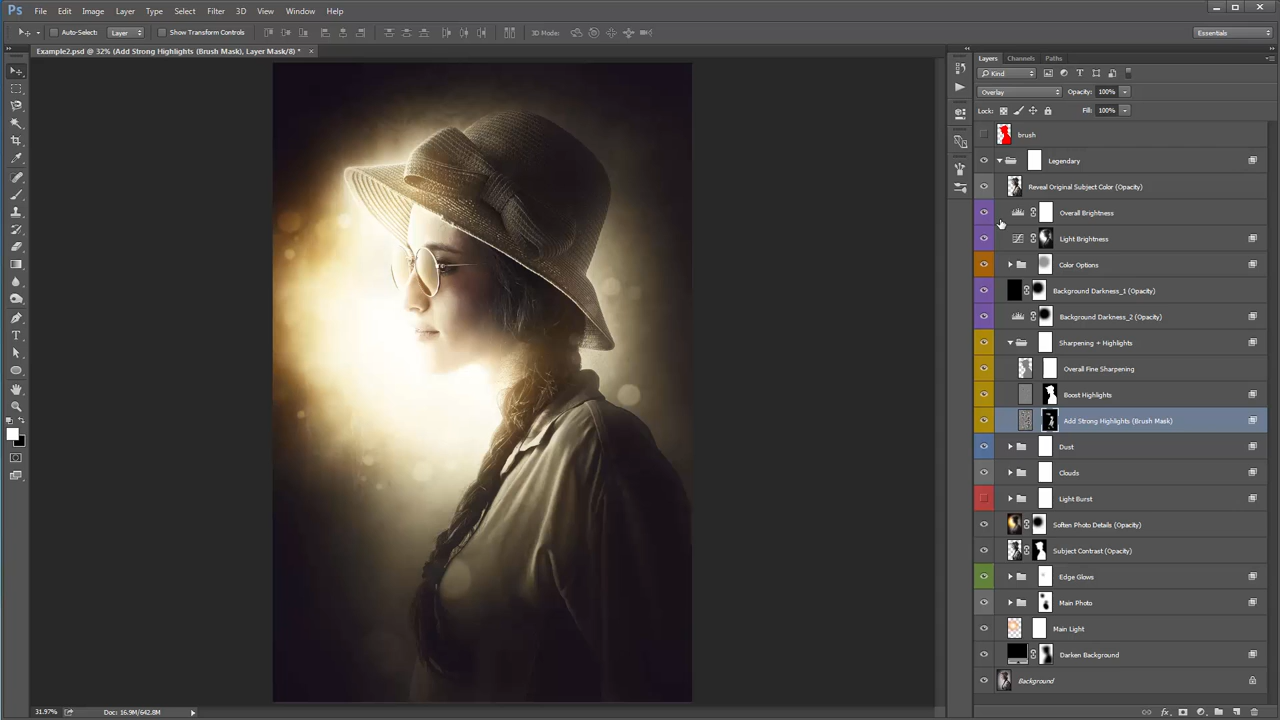 Ps File Edit Image Layer Type Select Filter 3D View Window Help
Auto-Select: Layer Show Transform Controls 3D Mode: Essentials
Example2.psd @ 32% (Add Strong Highlights (Brush Mask), Layer Mask/8) * ×
Layers Channels Paths
Kind
Overlay Opacity: 100%
Lock: Fill: 100%
brush
Legendary
Reveal Original Subject Color (Opacity)
Overall Brightness
Light Brightness
Color Options
Background Darkness_1 (Opacity)
Background Darkness_2 (Opacity)
Sharpening + Highlights
Overall Fine Sharpening
Boost Highlights
Add Strong Highlights (Brush Mask)
Dust
Clouds
Light Burst
Soften Photo Details (Opacity)
Subject Contrast (Opacity)
Edge Glows
Main Photo
Main Light
Darken Background
Background
31.97% Doc: 16.9M/642.8M